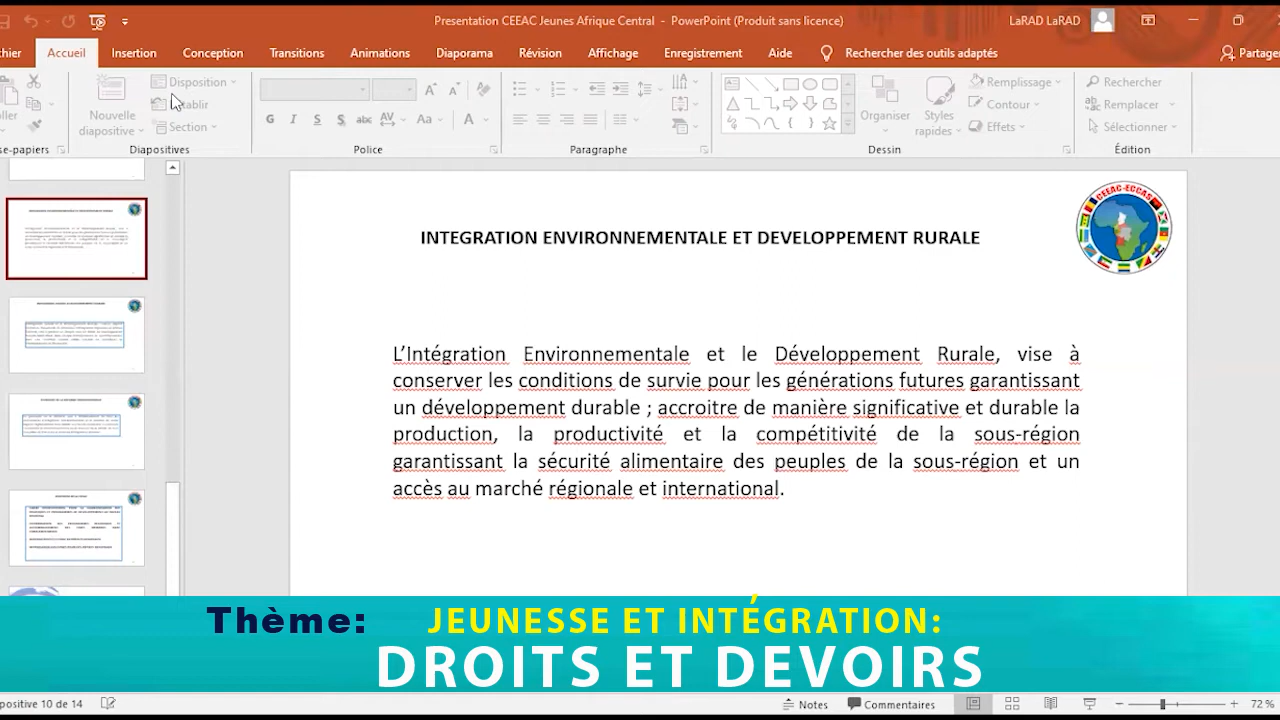 Presentation CEEAC Jeunes Afrique Central - PowerPoint (Produit sans licence)
LaRAD LaRAD
Accueil Insertion Conception Transitions Animations Diaporama Révision Affichage Enregistrement Aide Rechercher des outils adaptés Partager
Disposition
Nouvelle diapositive
Section
Diapositives
Police
Paragraphe
Organiser
Styles rapides
Remplissage
Contour
Effets
Dessin
Rechercher
Remplacer
Sélectionner
Édition
CEEAC-ECCAS
INTEGRATION ENVIRONNEMENTALE ET DEVELOPPEMENT RURALE
L’Intégration Environnementale et le Développement Rurale, vise à
conserver les conditions de survie pour les générations futures garantissant
un développement durable ; accroitre de manière significative et durable la
production, la productivité et la compétitivité de la sous-région
garantissant la sécurité alimentaire des peuples de la sous-région et un
accès au marché régionale et international.
Thème: JEUNESSE ET INTÉGRATION:
DROITS ET DEVOIRS
positive 10 de 14
Notes Commentaires 72 %